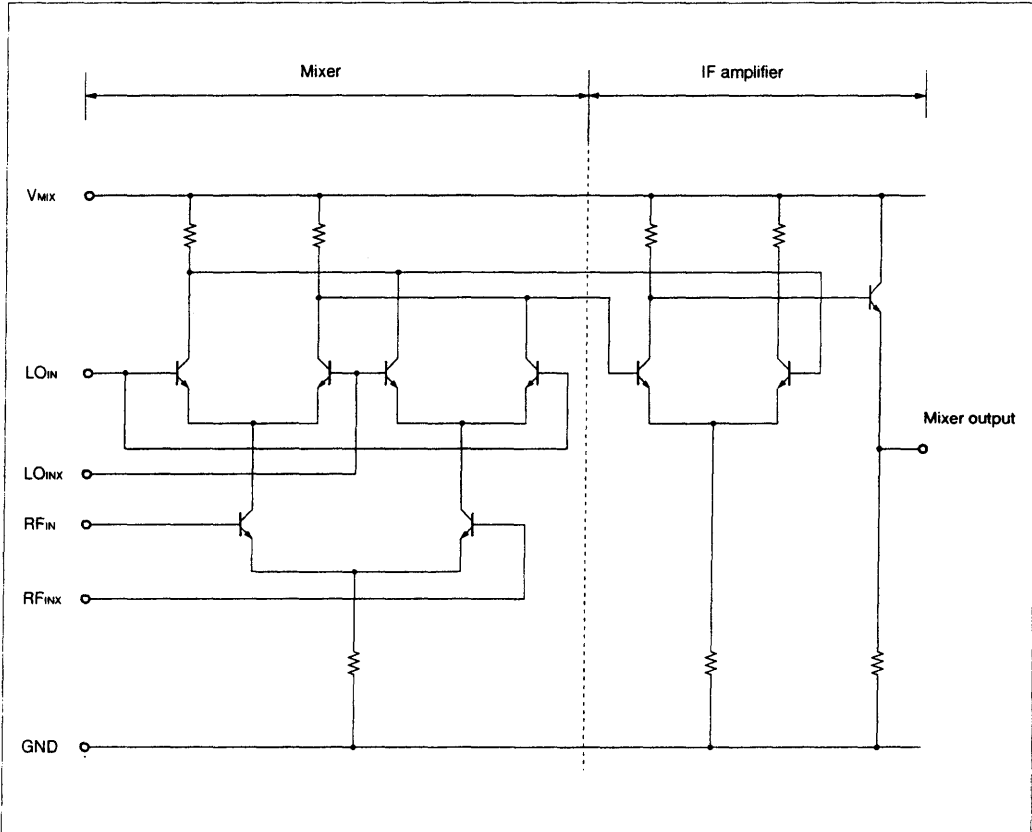 Mixer
IF amplifier
VMIX
LOIN
Mixer output
LOINX
RFIN
RFINX
GND